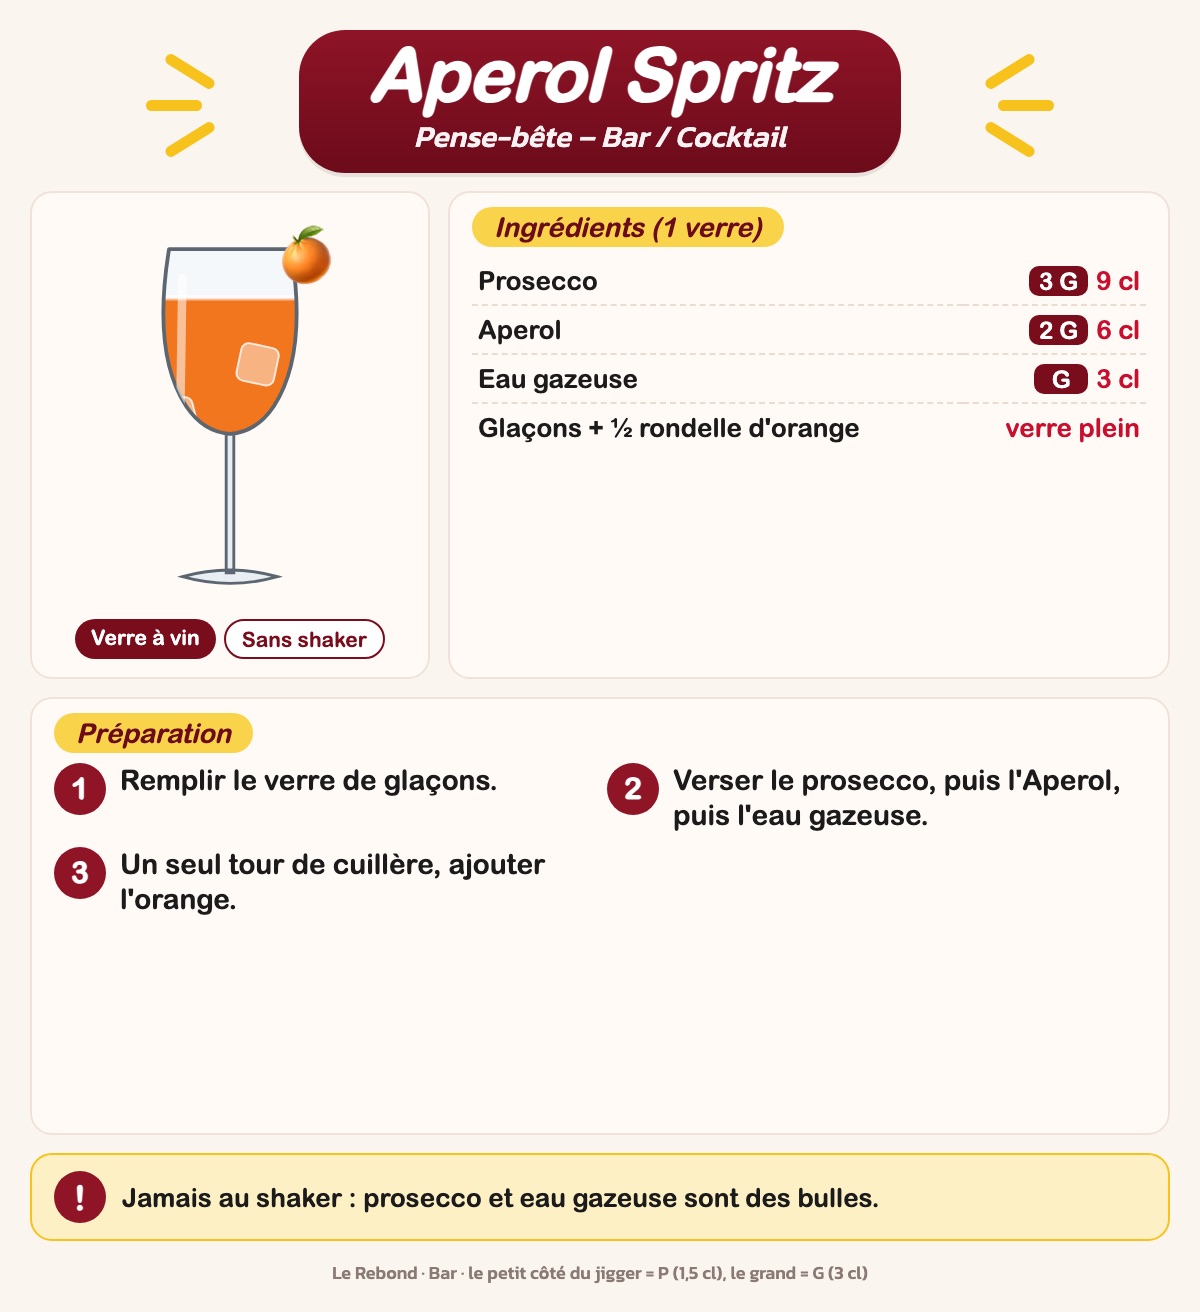 Aperol Spritz
Pense-bête – Bar / Cocktail
Ingrédients (1 verre)
Prosecco 3 G 9 cl
Aperol 2 G 6 cl
Eau gazeuse G 3 cl
Glaçons + ½ rondelle d'orange verre plein
Verre à vin Sans shaker
Préparation
1 Remplir le verre de glaçons.
2 Verser le prosecco, puis l'Aperol,
puis l'eau gazeuse.
3 Un seul tour de cuillère, ajouter
l'orange.
! Jamais au shaker : prosecco et eau gazeuse sont des bulles.
Le Rebond · Bar · le petit côté du jigger = P (1,5 cl), le grand = G (3 cl)